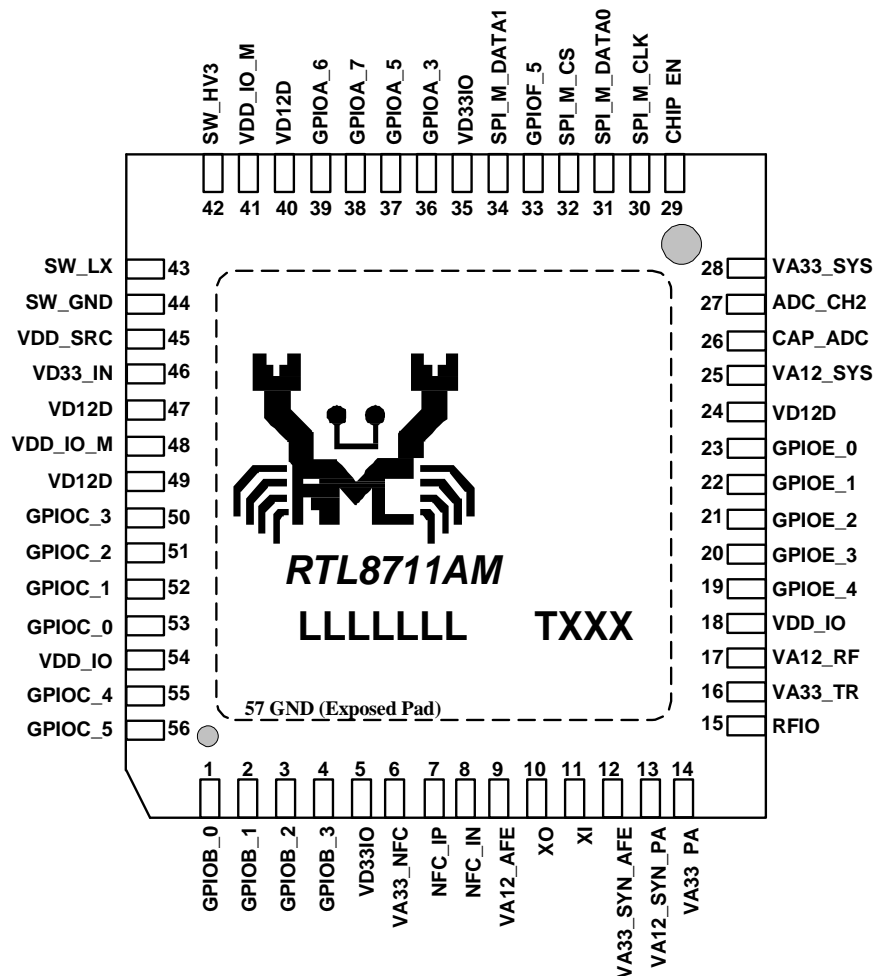 SW_HV3
VDD_IO_M
VD12D
GPIOA_6
GPIOA_7
GPIOA_5
GPIOA_3
VD33IO
SPI_M_DATA1
GPIOF_5
SPI_M_CS
SPI_M_DATA0
SPI_M_CLK
CHIP_EN
42 41 40 39 38 37 36 35 34 33 32 31 30 29
SW_LX 43
SW_GND 44
VDD_SRC 45
VD33_IN 46
VD12D 47
VDD_IO_M 48
VD12D 49
GPIOC_3 50
GPIOC_2 51
GPIOC_1 52
GPIOC_0 53
VDD_IO 54
GPIOC_4 55
GPIOC_5 56
28 VA33_SYS
27 ADC_CH2
26 CAP_ADC
25 VA12_SYS
24 VD12D
23 GPIOE_0
22 GPIOE_1
21 GPIOE_2
20 GPIOE_3
19 GPIOE_4
18 VDD_IO
17 VA12_RF
16 VA33_TR
15 RFIO
RTL8711AM
LLLLLLL TXXX
57 GND (Exposed Pad)
1 2 3 4 5 6 7 8 9 10 11 12 13 14
GPIOB_0
GPIOB_1
GPIOB_2
GPIOB_3
VD33IO
VA33_NFC
NFC_IP
NFC_IN
VA12_AFE
XO
XI
VA33_SYN_AFE
VA12_SYN_PA
VA33_PA